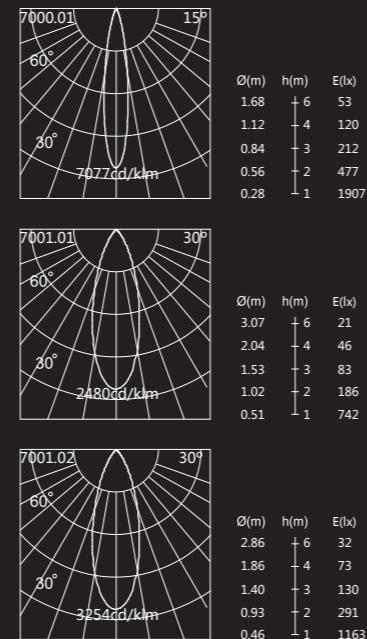 7000.01 15°
60°
30°
7077cd/klm
Ø(m) h(m) E(lx)
1.68 6 53
1.12 4 120
0.84 3 212
0.56 2 477
0.28 1 1907
7001.01 30°
60°
30°
2480cd/klm
Ø(m) h(m) E(lx)
3.07 6 21
2.04 4 46
1.53 3 83
1.02 2 186
0.51 1 742
7001.02 30°
60°
30°
3254cd/klm
Ø(m) h(m) E(lx)
2.86 6 32
1.86 4 73
1.40 3 130
0.93 2 291
0.46 1 1163